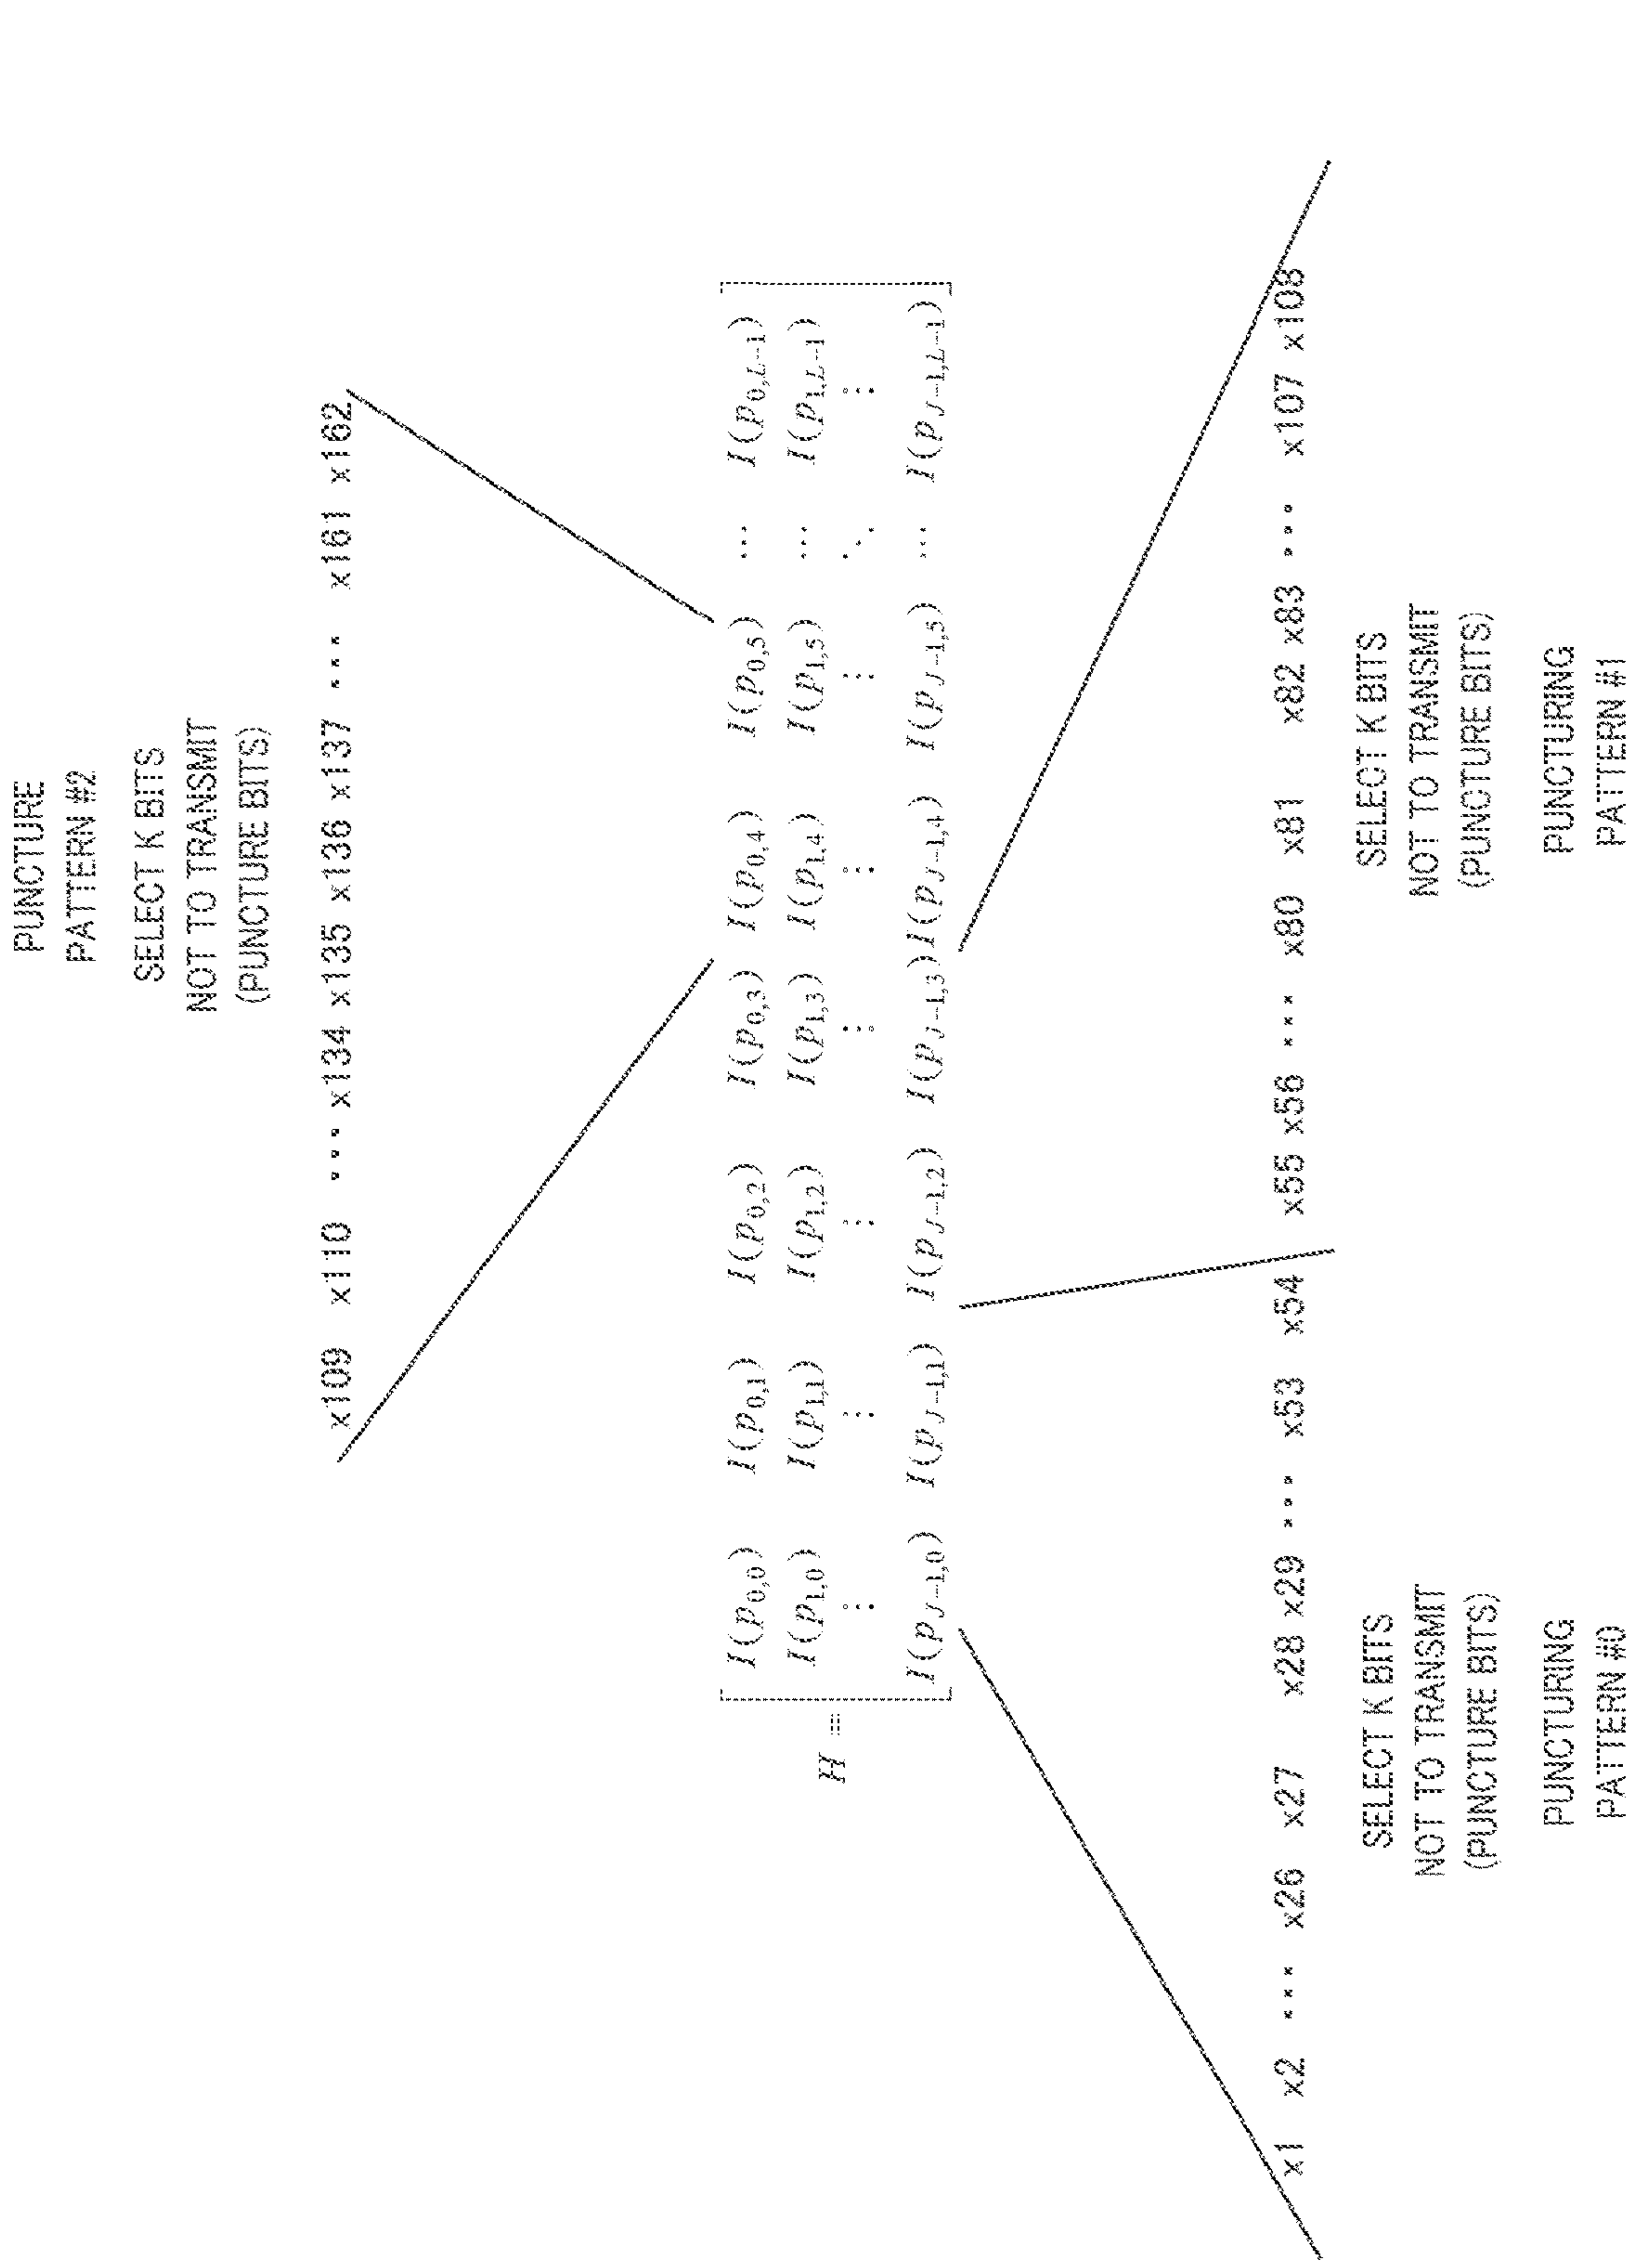 PUNCTURE
PATTERN #2
SELECT K BITS
NOT TO TRANSMIT
(PUNCTURE BITS)
x109 x110 ••• x134 x135 x136 x137 ••• x161 x162
I(p0,0) I(p0,1) I(p0,2) I(p0,3) I(p0,4) I(p0,5) ⋯ I(p0,L−1)
I(p1,0) I(p1,1) I(p1,2) I(p1,3) I(p1,4) I(p1,5) ⋯ I(p1,L−1)
H = ⋮ ⋮ ⋮ ⋮ ⋮ ⋮ ⋱ ⋮
I(pJ−1,0) I(pJ−1,1) I(pJ−1,2) I(pJ−1,3) I(pJ−1,4) I(pJ−1,5) ⋯ I(pJ−1,L−1)
x1 x2 ••• x26 x27 x28 x29 ••• x53 x54 x55 x56 ••• x80 x81 x82 x83 ••• x107 x108
SELECT K BITS
NOT TO TRANSMIT
(PUNCTURE BITS)
PUNCTURING
PATTERN #0
SELECT K BITS
NOT TO TRANSMIT
(PUNCTURE BITS)
PUNCTURING
PATTERN #1